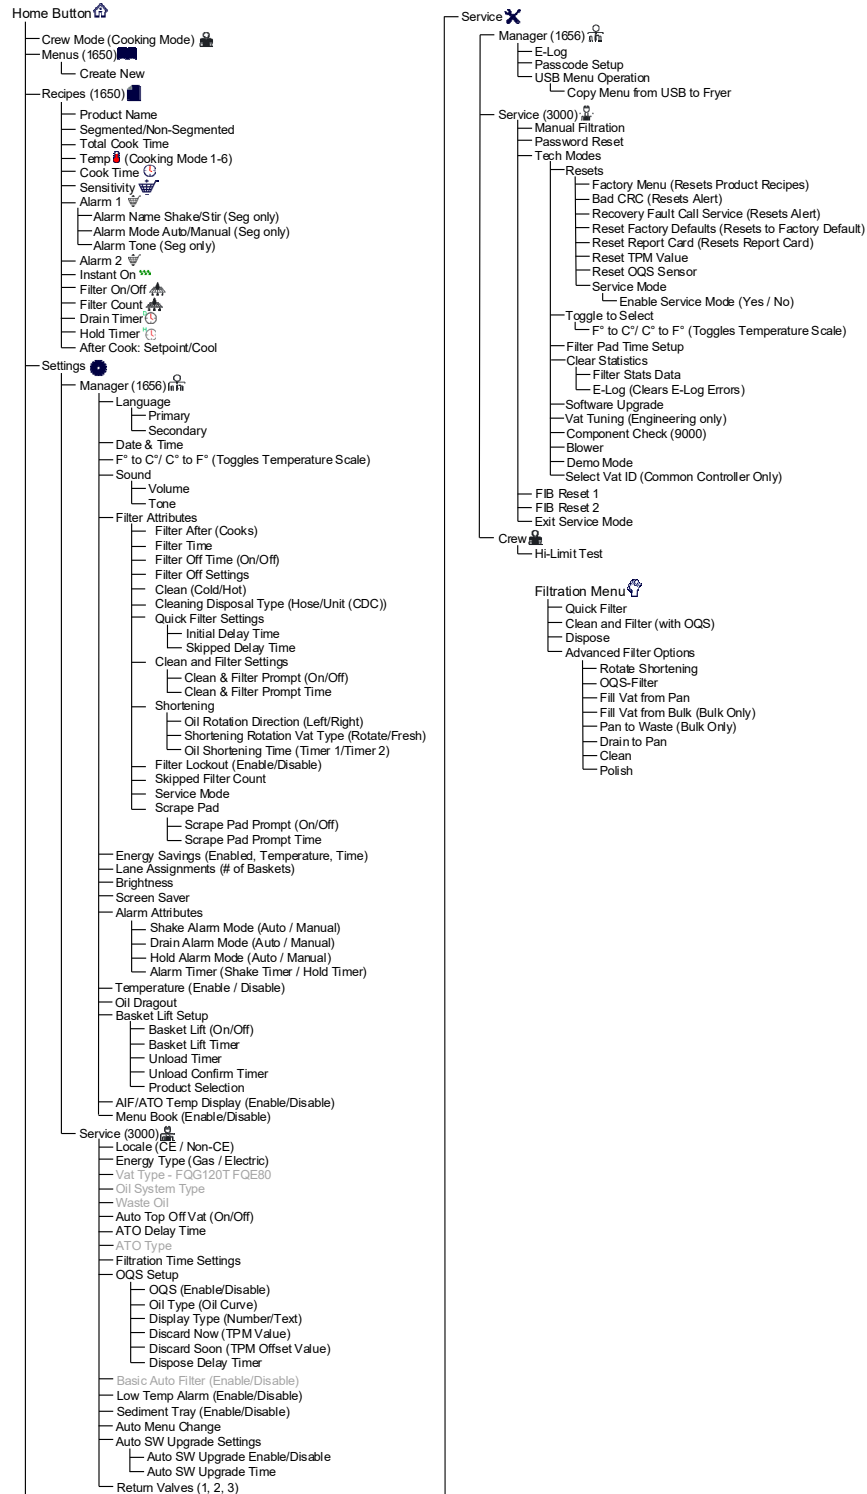 Home Button
Crew Mode (Cooking Mode)
Menus (1650)
Create New
Recipes (1650)
Product Name
Segmented/Non-Segmented
Total Cook Time
Temp (Cooking Mode 1-6)
Cook Time
Sensitivity
Alarm 1
Alarm Name Shake/Stir (Seg only)
Alarm Mode Auto/Manual (Seg only)
Alarm Tone (Seg only)
Alarm 2
Instant On
Filter On/Off
Filter Count
Drain Timer
Hold Timer
After Cook: Setpoint/Cool
Settings
Manager (1656)
Language
Primary
Secondary
Date & Time
F° to C°/ C° to F° (Toggles Temperature Scale)
Sound
Volume
Tone
Filter Attributes
Filter After (Cooks)
Filter Time
Filter Off Time (On/Off)
Filter Off Settings
Clean (Cold/Hot)
Cleaning Disposal Type (Hose/Unit (CDC))
Quick Filter Settings
Initial Delay Time
Skipped Delay Time
Clean and Filter Settings
Clean & Filter Prompt (On/Off)
Clean & Filter Prompt Time
Shortening
Oil Rotation Direction (Left/Right)
Shortening Rotation Vat Type (Rotate/Fresh)
Oil Shortening Time (Timer 1/Timer 2)
Filter Lockout (Enable/Disable)
Skipped Filter Count
Service Mode
Scrape Pad
Scrape Pad Prompt (On/Off)
Scrape Pad Prompt Time
Energy Savings (Enabled, Temperature, Time)
Lane Assignments (# of Baskets)
Brightness
Screen Saver
Alarm Attributes
Shake Alarm Mode (Auto / Manual)
Drain Alarm Mode (Auto / Manual)
Hold Alarm Mode (Auto / Manual)
Alarm Timer (Shake Timer / Hold Timer)
Temperature (Enable / Disable)
Oil Dragout
Basket Lift Setup
Basket Lift (On/Off)
Basket Lift Timer
Unload Timer
Unload Confirm Timer
Product Selection
AIF/ATO Temp Display (Enable/Disable)
Menu Book (Enable/Disable)
Service (3000)
Locale (CE / Non-CE)
Energy Type (Gas / Electric)
Vat Type - FQG120T FQE80
Oil System Type
Waste Oil
Auto Top Off Vat (On/Off)
ATO Delay Time
ATO Type
Filtration Time Settings
OQS Setup
OQS (Enable/Disable)
Oil Type (Oil Curve)
Display Type (Number/Text)
Discard Now (TPM Value)
Discard Soon (TPM Offset Value)
Dispose Delay Timer
Basic Auto Filter (Enable/Disable)
Low Temp Alarm (Enable/Disable)
Sediment Tray (Enable/Disable)
Auto Menu Change
Auto SW Upgrade Settings
Auto SW Upgrade Enable/Disable
Auto SW Upgrade Time
Return Valves (1, 2, 3)
Service
Manager (1656)
E-Log
Passcode Setup
USB Menu Operation
Copy Menu from USB to Fryer
Service (3000)
Manual Filtration
Password Reset
Tech Modes
Resets
Factory Menu (Resets Product Recipes)
Bad CRC (Resets Alert)
Recovery Fault Call Service (Resets Alert)
Reset Factory Defaults (Resets to Factory Default)
Reset Report Card (Resets Report Card)
Reset TPM Value
Reset OQS Sensor
Service Mode
Enable Service Mode (Yes / No)
Toggle to Select
F° to C°/ C° to F° (Toggles Temperature Scale)
Filter Pad Time Setup
Clear Statistics
Filter Stats Data
E-Log (Clears E-Log Errors)
Software Upgrade
Vat Tuning (Engineering only)
Component Check (9000)
Blower
Demo Mode
Select Vat ID (Common Controller Only)
FIB Reset 1
FIB Reset 2
Exit Service Mode
Crew
Hi-Limit Test
Filtration Menu
Quick Filter
Clean and Filter (with OQS)
Dispose
Advanced Filter Options
Rotate Shortening
OQS-Filter
Fill Vat from Pan
Fill Vat from Bulk (Bulk Only)
Pan to Waste (Bulk Only)
Drain to Pan
Clean
Polish